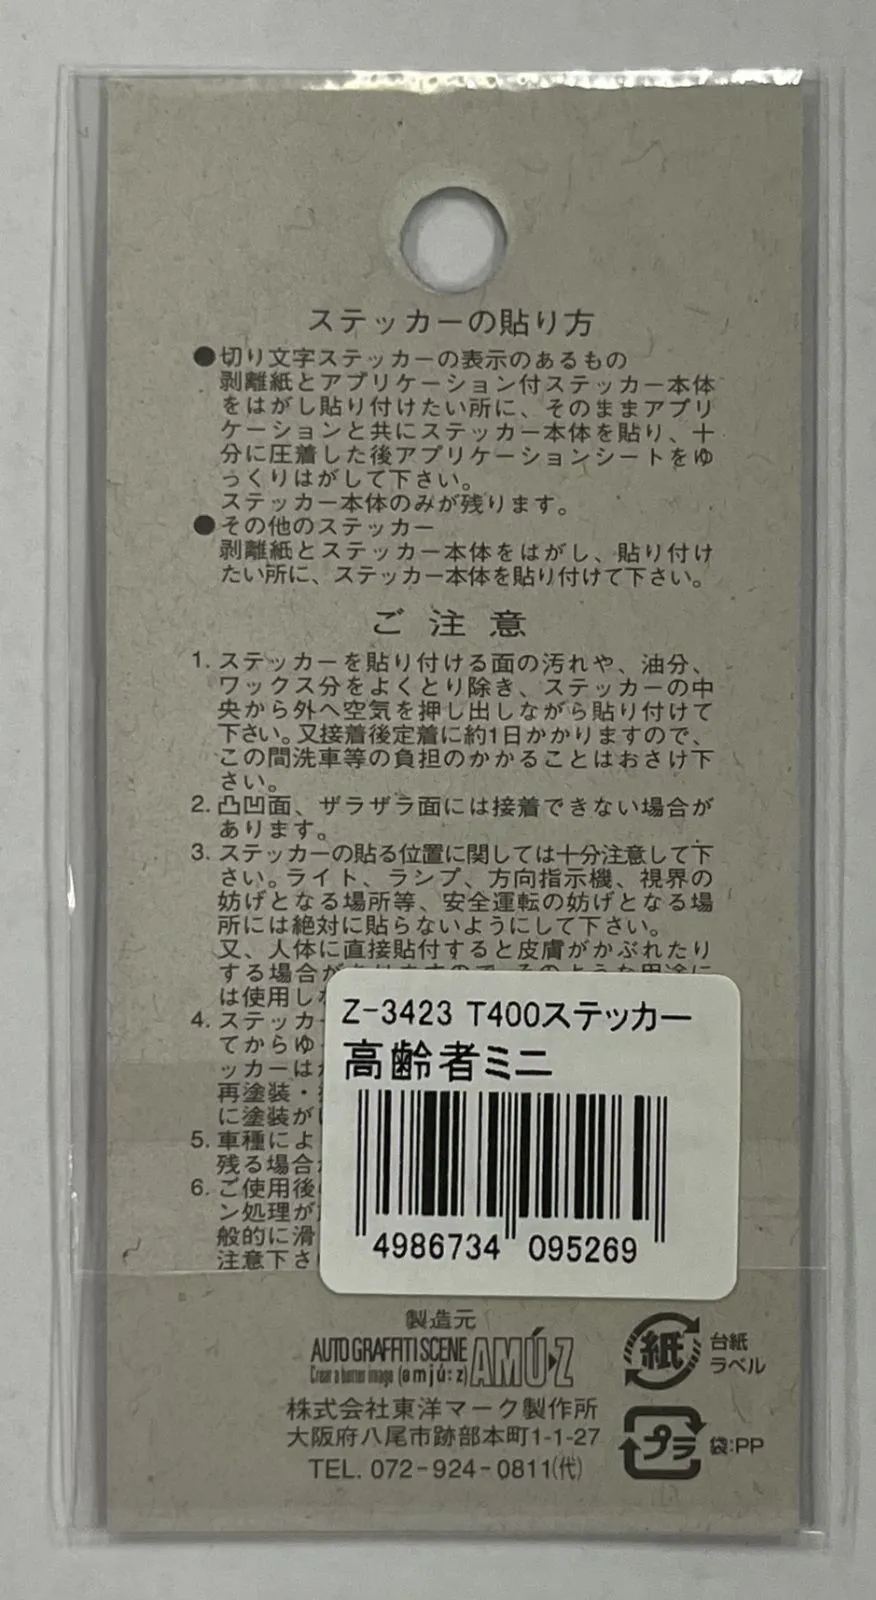 ステッカーの貼り方
●切り文字ステッカーの表示のあるもの
剥離紙とアプリケーション付ステッカー本体
をはがし貼り付けたい所に、そのままアプリ
ケーションと共にステッカー本体を貼り、十
分に圧着した後アプリケーションシートをゆ
っくりはがして下さい。
ステッカー本体のみが残ります。
●その他のステッカー
剥離紙とステッカー本体をはがし、貼り付け
たい所に、ステッカー本体を貼り付けて下さい。
ご注意
1. ステッカーを貼り付ける面の汚れや、油分、
ワックス分をよくとり除き、ステッカーの中
央から外へ空気を押し出しながら貼り付けて
下さい。又接着後定着に約1日かかりますので、
この間洗車等の負担のかかることはおさけ下
さい。
2. 凸凹面、ザラザラ面には接着できない場合が
あります。
3. ステッカーの貼る位置に関しては十分注意して下
さい。ライト、ランプ、方向指示機、視界の
妨げとなる場所等、安全運転の妨げとなる場
所には絶対に貼らないようにして下さい。
又、人体に直接貼付すると皮膚がかぶれたり
する場合がありますので、そのような用途に
は使用し
4. ステッカ
てからゆ
ッカーは
再塗装・
に塗装が
5. 車種によ
残る場合
6. ご使用後
ン処理が
般的に滑
注意下さ
Z-3423 T400ステッカー
高齢者ミニ
4986734 095269
製造元
AUTO GRAFFITI SCENE AMÚ-Z
(əmjú:z)
株式会社東洋マーク製作所
大阪府八尾市跡部本町1-1-27
TEL. 072-924-0811(代)
紙 台紙
ラベル
プラ 袋:PP